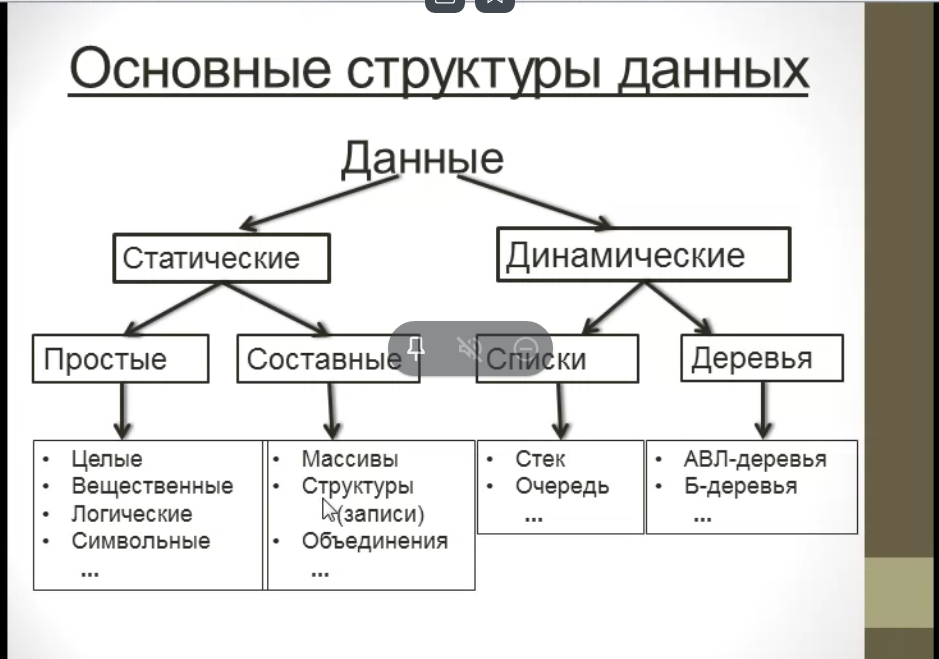 Основные структуры данных
Данные
Статические
Динамические
Простые
Составные
Списки
Деревья
• Целые
• Вещественные
• Логические
• Символьные
...
• Массивы
• Структуры
(записи)
• Объединения
...
• Стек
• Очередь
...
• АВЛ-деревья
• Б-деревья
...